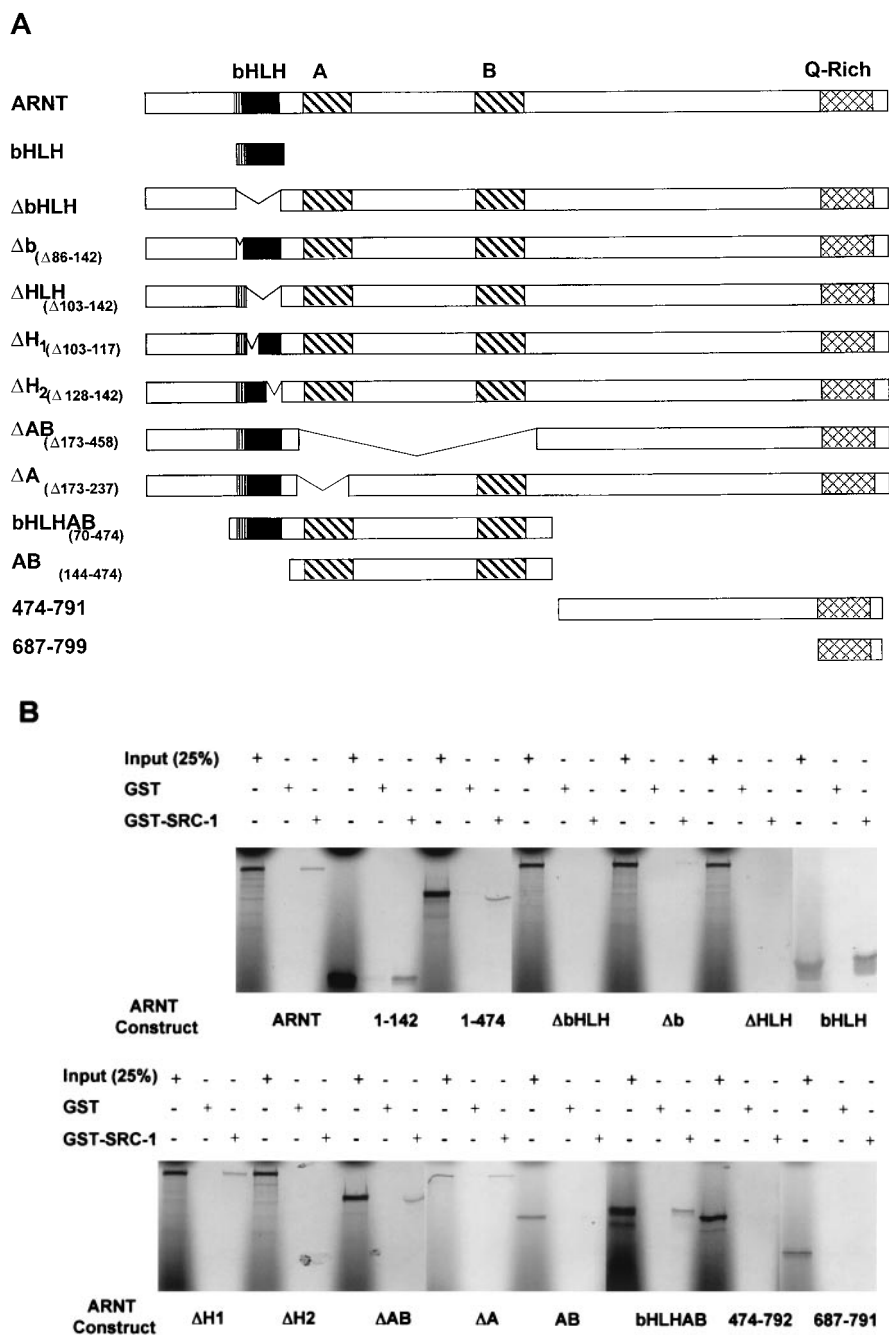 A
bHLH A B Q-Rich
ARNT
bHLH
ΔbHLH
Δb(Δ86-142)
ΔHLH(Δ103-142)
ΔH1(Δ103-117)
ΔH2(Δ128-142)
ΔAB(Δ173-458)
ΔA (Δ173-237)
bHLHAB(70-474)
AB (144-474)
474-791
687-799
B
Input (25%) + - - + - - + - - + - - + - - + - - + - -
GST - + - - + - - + - - + - - + - - + - - + -
GST-SRC-1 - - + - - + - - + - - + - - + - - + - - +
ARNT Construct ARNT 1-142 1-474 ΔbHLH Δb ΔHLH bHLH
Input (25%) + - - + - - + - - + - - + - - + - - + - - + - -
GST - + - - + - - + - - + - - + - - + - - + - - + -
GST-SRC-1 - - + - - + - - + - - + - - + - - + - - + - - +
ARNT Construct ΔH1 ΔH2 ΔAB ΔA AB bHLHAB 474-792 687-791